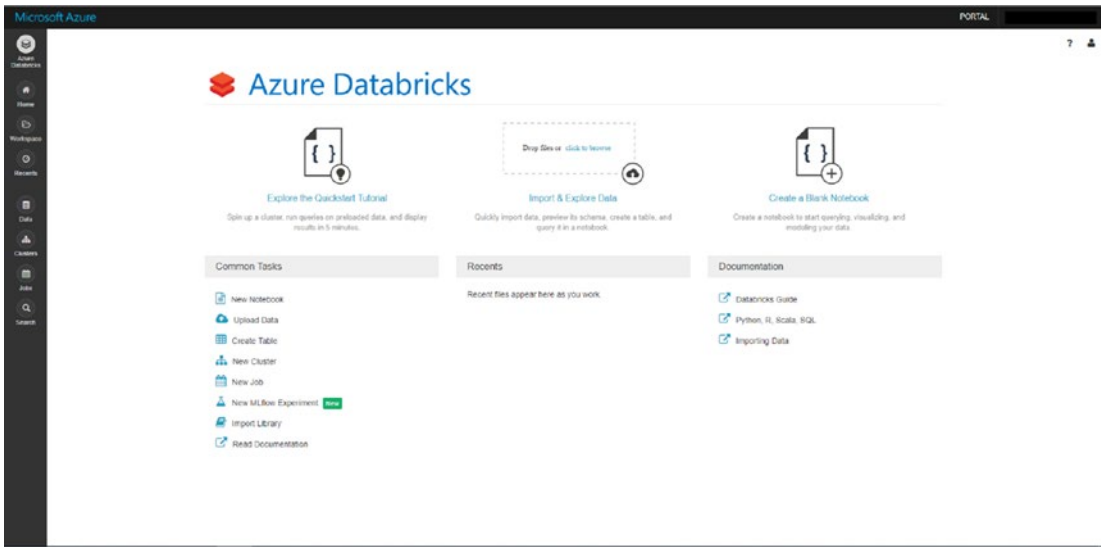 Microsoft Azure
PORTAL
?
Azure
Databricks
Home
Workspace
Recents
Data
Clusters
Jobs
Search
Azure Databricks
{ }
Explore the Quickstart Tutorial
Spin up a cluster, run queries on preloaded data, and display
results in 5 minutes.
Drop files or click to browse
Import & Explore Data
Quickly import data, preview its schema, create a table, and
query it in a notebook.
{ }
Create a Blank Notebook
Create a notebook to start querying, visualizing, and
modeling your data.
Common Tasks
New Notebook
Upload Data
Create Table
New Cluster
New Job
New MLflow Experiment New
Import Library
Read Documentation
Recents
Recent files appear here as you work.
Documentation
Databricks Guide
Python, R, Scala, SQL
Importing Data